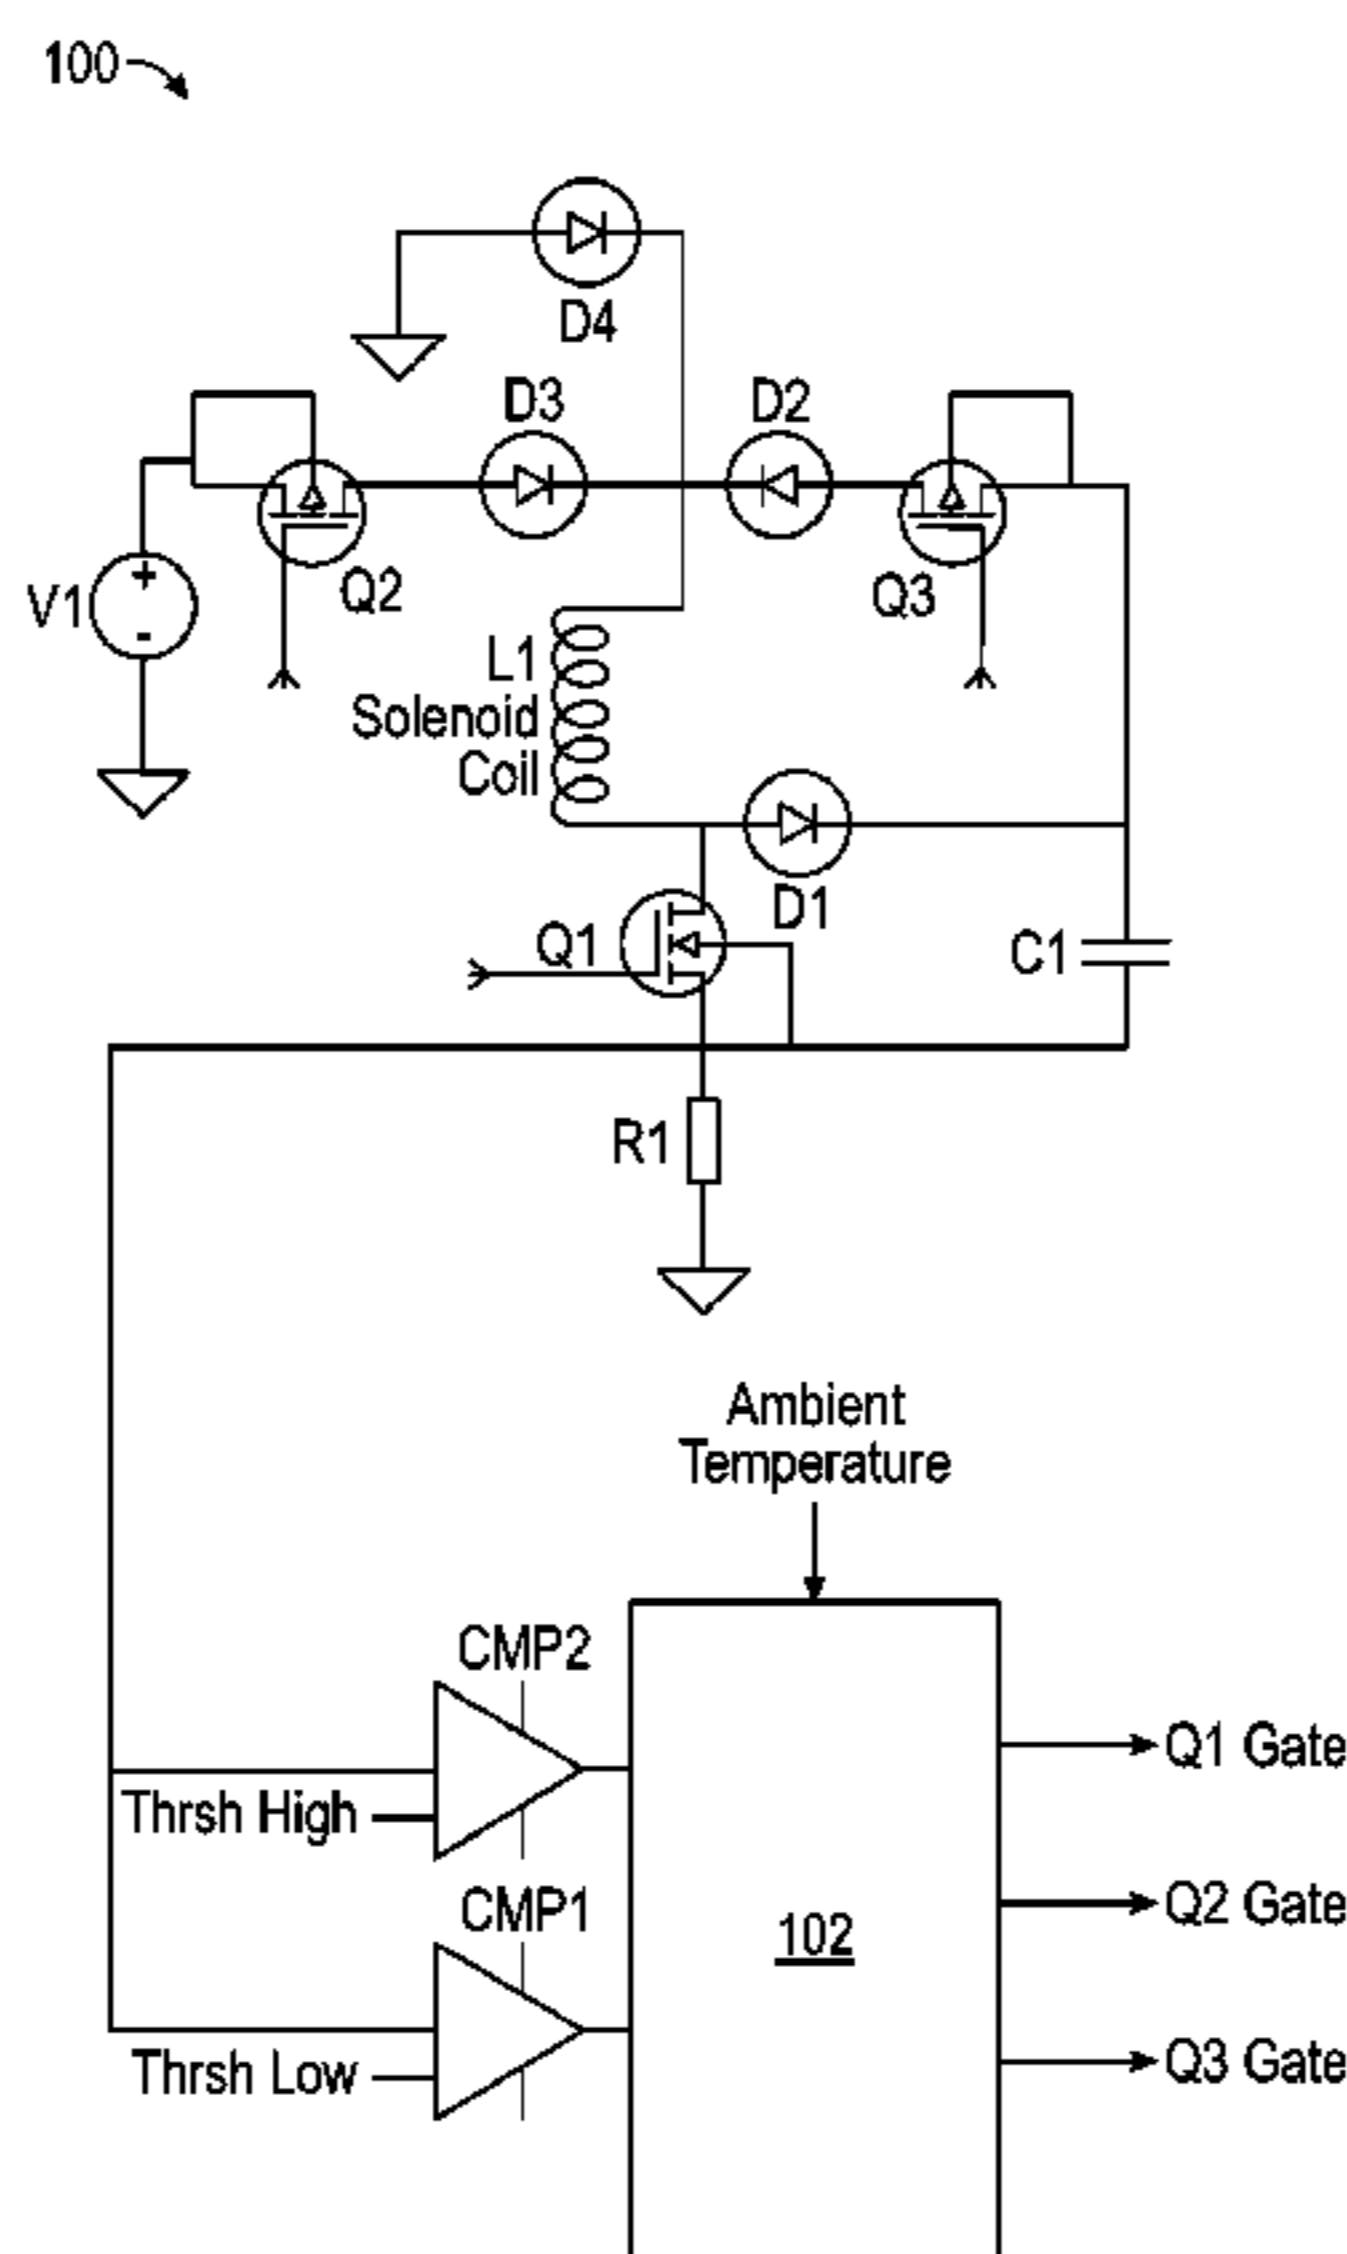 100
D4
D3
D2
Q2
Q3
V1
+
-
L1
Solenoid
Coil
D1
Q1
C1
R1
Ambient
Temperature
CMP2
Q1 Gate
Thrsh High
CMP1
Q2 Gate
102
Q3 Gate
Thrsh Low